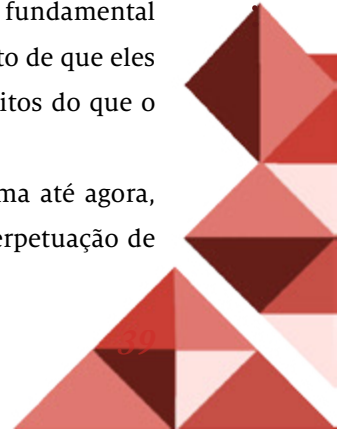 fundamental
to de que eles
itos do que o
ma até agora,
erpetuação de
39